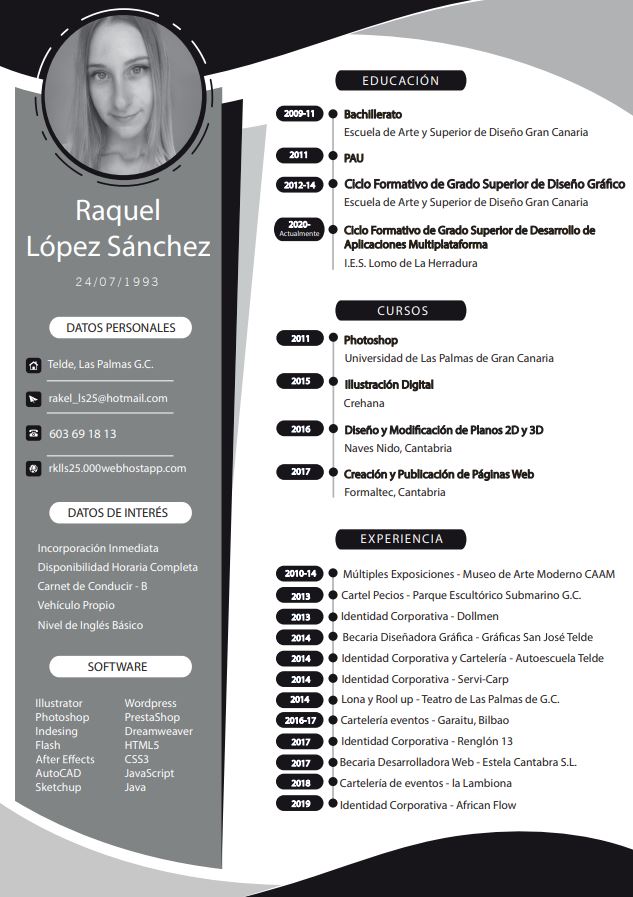 Raquel
López Sánchez
24/07/1993
DATOS PERSONALES
Telde, Las Palmas G.C.
rakel_ls25@hotmail.com
603 69 18 13
rklls25.000webhostapp.com
DATOS DE INTERÉS
Incorporación Inmediata
Disponibilidad Horaria Completa
Carnet de Conducir - B
Vehículo Propio
Nivel de Inglés Básico
SOFTWARE
Illustrator
Photoshop
Indesing
Flash
After Effects
AutoCAD
Sketchup
Wordpress
PrestaShop
Dreamweaver
HTML5
CSS3
JavaScript
Java
EDUCACIÓN
2009-11 Bachillerato
Escuela de Arte y Superior de Diseño Gran Canaria
2011 PAU
2012-14 Ciclo Formativo de Grado Superior de Diseño Gráfico
Escuela de Arte y Superior de Diseño Gran Canaria
2020-
Actualmente
Ciclo Formativo de Grado Superior de Desarrollo de
Aplicaciones Multiplataforma
I.E.S. Lomo de La Herradura
CURSOS
2011 Photoshop
Universidad de Las Palmas de Gran Canaria
2015 Illustración Digital
Crehana
2016 Diseño y Modificación de Planos 2D y 3D
Naves Nido, Cantabria
2017 Creación y Publicación de Páginas Web
Formaltec, Cantabria
EXPERIENCIA
2010-14 Múltiples Exposiciones - Museo de Arte Moderno CAAM
2013 Cartel Pecios - Parque Escultórico Submarino G.C.
2013 Identidad Corporativa - Dollmen
2014 Becaria Diseñadora Gráfica - Gráficas San José Telde
2014 Identidad Corporativa y Cartelería - Autoescuela Telde
2014 Identidad Corporativa - Servi-Carp
2014 Lona y Rool up - Teatro de Las Palmas de G.C.
2016-17 Cartelería eventos - Garaitu, Bilbao
2017 Identidad Corporativa - Renglón 13
2017 Becaria Desarrolladora Web - Estela Cantabra S.L.
2018 Cartelería de eventos - la Lambiona
2019 Identidad Corporativa - African Flow